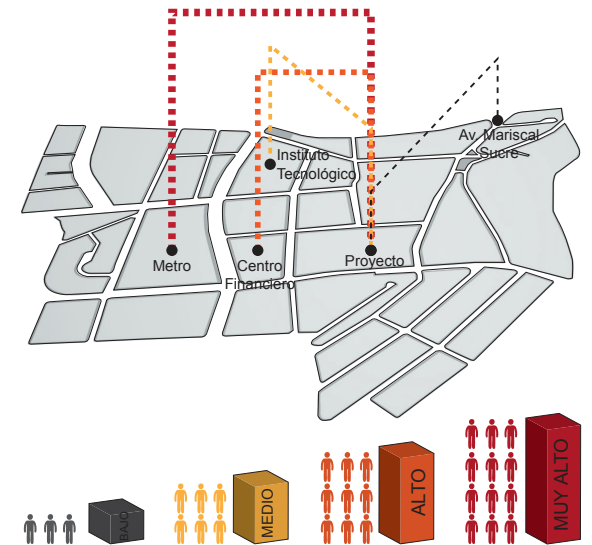 Av. Mariscal
Sucre
Instituto
Tecnológico
Metro
Centro
Financiero
Proyecto
BAJO
MEDIO
ALTO
MUY ALTO